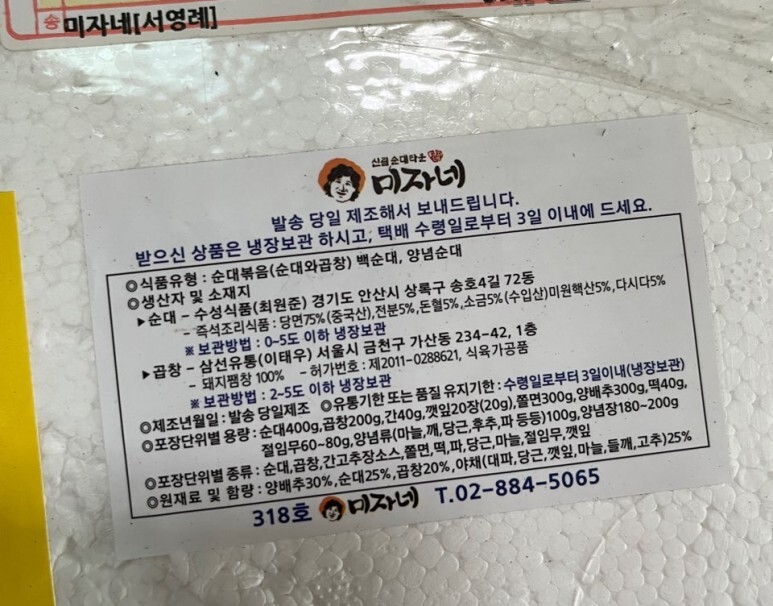 송 미자네[서영례]
신림순대타운
미자네
발송 당일 제조해서 보내드립니다.
받으신 상품은 냉장보관 하시고, 택배 수령일로부터 3일 이내에 드세요.
◎식품유형 : 순대볶음(순대와곱창) 백순대, 양념순대
◎생산자 및 소재지
▶순대 – 수성식품(최원준) 경기도 안산시 상록구 송호4길 72동
– 즉석조리식품 : 당면75%(중국산),전분5%,돈혈5%,소금5%(수입산)미원핵산5%,다시다5%
※ 보관방법 : 0~5도 이하 냉장보관
▶곱창 – 삼선유통(이태우) 서울시 금천구 가산동 234-42, 1층
– 돼지쨈창 100% – 허가번호 : 제2011-0288621, 식육가공품
※ 보관방법 : 2~5도 이하 냉장보관
◎제조년월일 : 발송 당일제조 ◎유통기한 또는 품질 유지기한 : 수령일로부터 3일이내(냉장보관)
◎포장단위별 용량 : 순대400g,곱창200g,간40g,깻잎20장(20g),쫄면300g,양배추300g,떡40g,
절임무60~80g,양념류(마늘,깨,당근,후추,파 등등)100g,양념장180~200g
◎포장단위별 종류 : 순대,곱창,간고추장소스,쫄면,떡,파,당근,마늘,절임무,깻잎
◎원재료 및 함량 : 양배추30%,순대25%,곱창20%,야채(대파,당근,깻잎,마늘,들깨,고추)25%
318호 미자네 T.02-884-5065